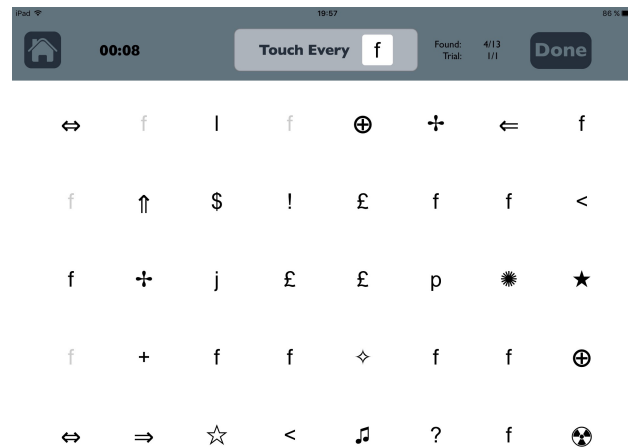 iPad 19:57 86 %
00:08 Touch Every f Found: 4/13 Done
Trial: 1/1
⇔ f l f ⊕ ✢ ⇐ f
f ⇑ $ ! £ f f <
f ✢ j £ £ p ✺ ★
f + f f ✧ f f ⊕
⇔ ⇒ ☆ < ♫ ? f ☢